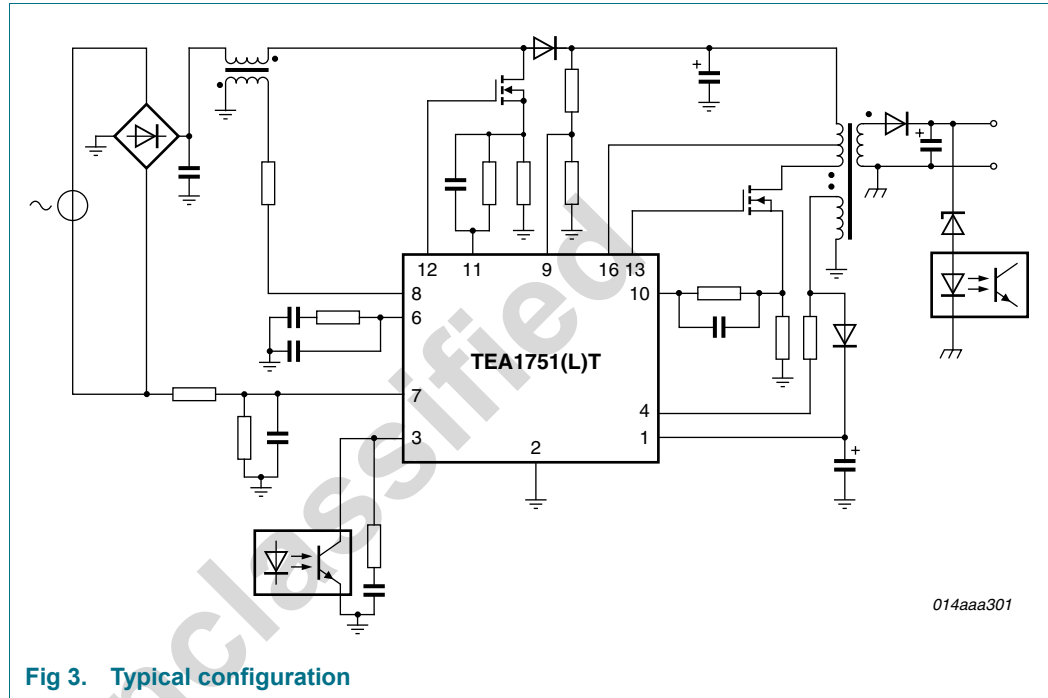 12 11 9 16 13
8 10
6
TEA1751(L)T
7
4
3
1
2
unclassified
014aaa301
Fig 3. Typical configuration